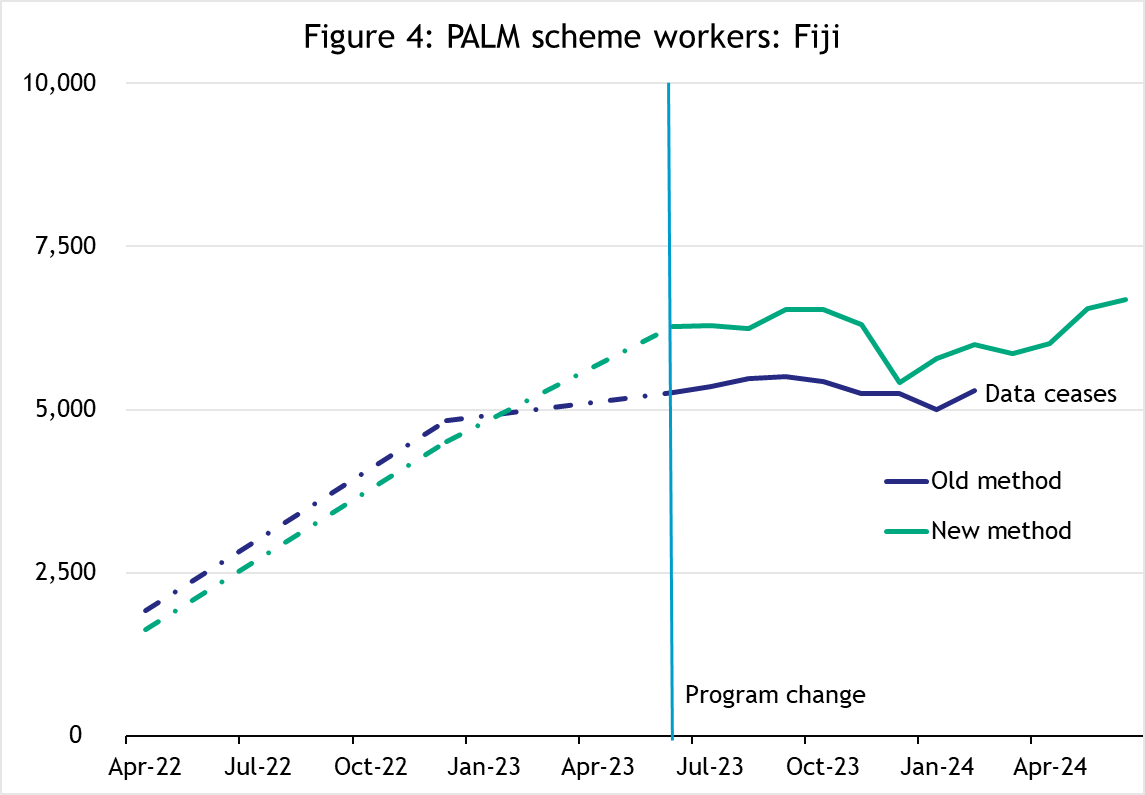 Figure 4: PALM scheme workers: Fiji
10,000
7,500
5,000
2,500
0
Data ceases
Old method
New method
Program change
Apr-22 Jul-22 Oct-22 Jan-23 Apr-23 Jul-23 Oct-23 Jan-24 Apr-24